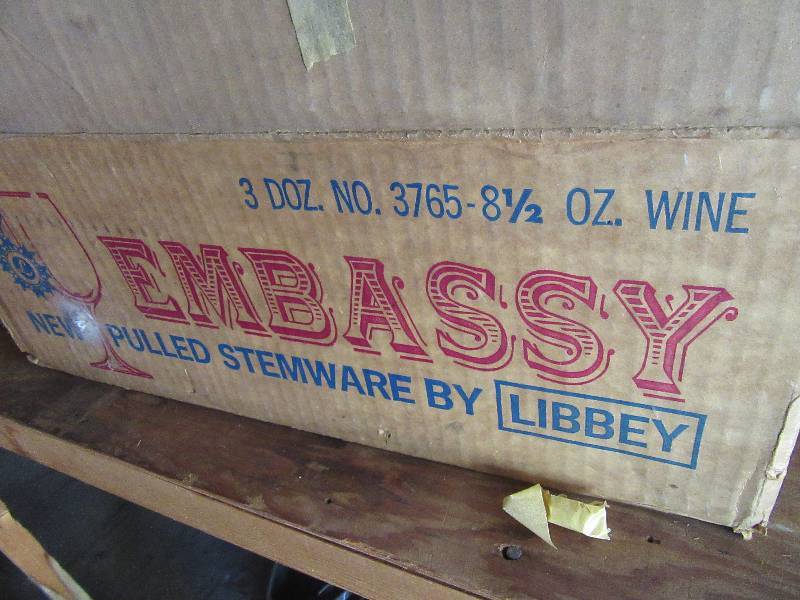 3 DOZ. NO. 3765-8½ OZ. WINE
EMBASSY
NEW PULLED STEMWARE BY LIBBEY